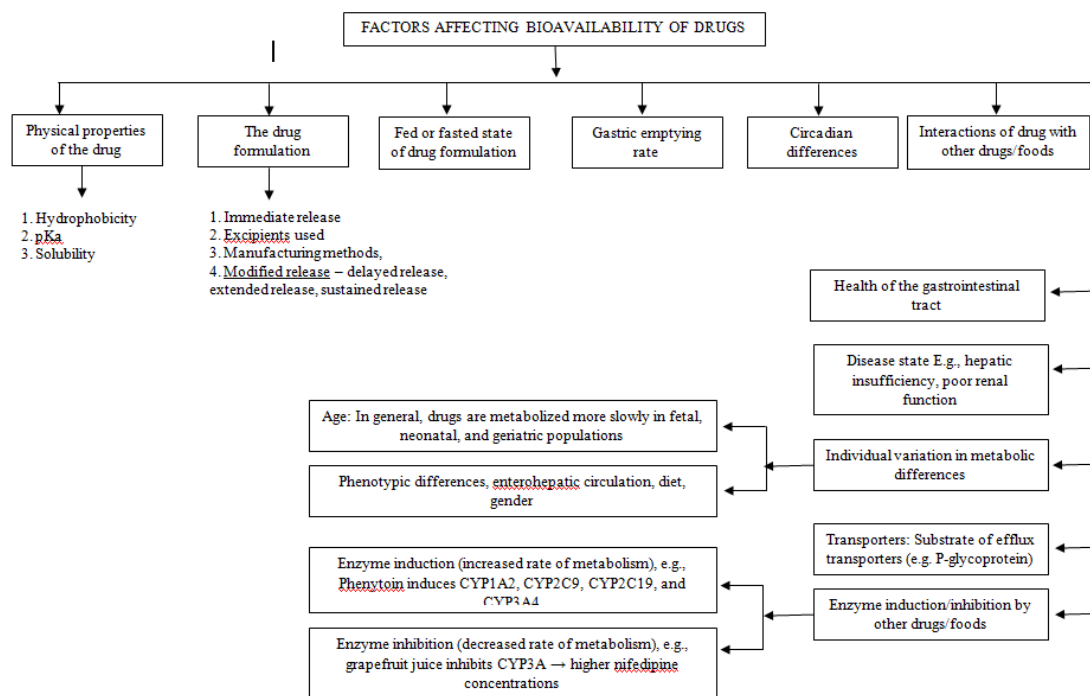 FACTORS AFFECTING BIOAVAILABILITY OF DRUGS
Physical properties
of the drug
The drug
formulation
Fed or fasted state
of drug formulation
Gastric emptying
rate
Circadian
differences
Interactions of drug with
other drugs/foods
1. Hydrophobicity
2. pKa
3. Solubility
1. Immediate release
2. Excipients used
3. Manufacturing methods,
4. Modified release – delayed release,
extended release, sustained release
Health of the gastrointestinal
tract
Disease state E.g., hepatic
insufficiency, poor renal
function
Individual variation in metabolic
differences
Age: In general, drugs are metabolized more slowly in fetal,
neonatal, and geriatric populations
Phenotypic differences, enterohepatic circulation, diet,
gender
Transporters: Substrate of efflux
transporters (e.g. P-glycoprotein)
Enzyme induction/inhibition by
other drugs/foods
Enzyme induction (increased rate of metabolism), e.g.,
Phenytoin induces CYP1A2, CYP2C9, CYP2C19, and
CYP3A4
Enzyme inhibition (decreased rate of metabolism), e.g.,
grapefruit juice inhibits CYP3A → higher nifedipine
concentrations